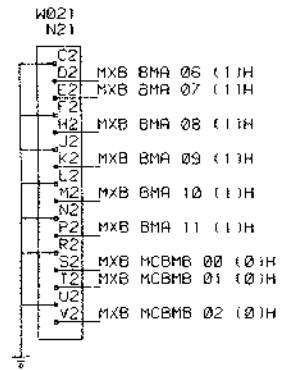 W021
N21
C2
D2 MXB BMA 06 (1)H
E2 MXB BMA 07 (1)H
F2
H2 MXB BMA 08 (1)H
J2
K2 MXB BMA 09 (1)H
L2
M2 MXB BMA 10 (1)H
N2
P2 MXB BMA 11 (1)H
R2
S2 MXB MCBMB 00 (0)H
T2 MXB MCBMB 01 (0)H
U2
V2 MXB MCBMB 02 (0)H